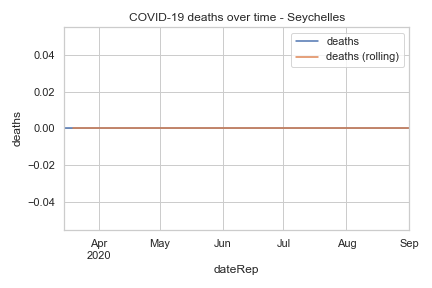 COVID-19 deaths over time - Seychelles
deaths
deaths (rolling)
0.04
0.02
0.00
−0.02
−0.04
deaths
Apr
2020
May
Jun
Jul
Aug
Sep
dateRep